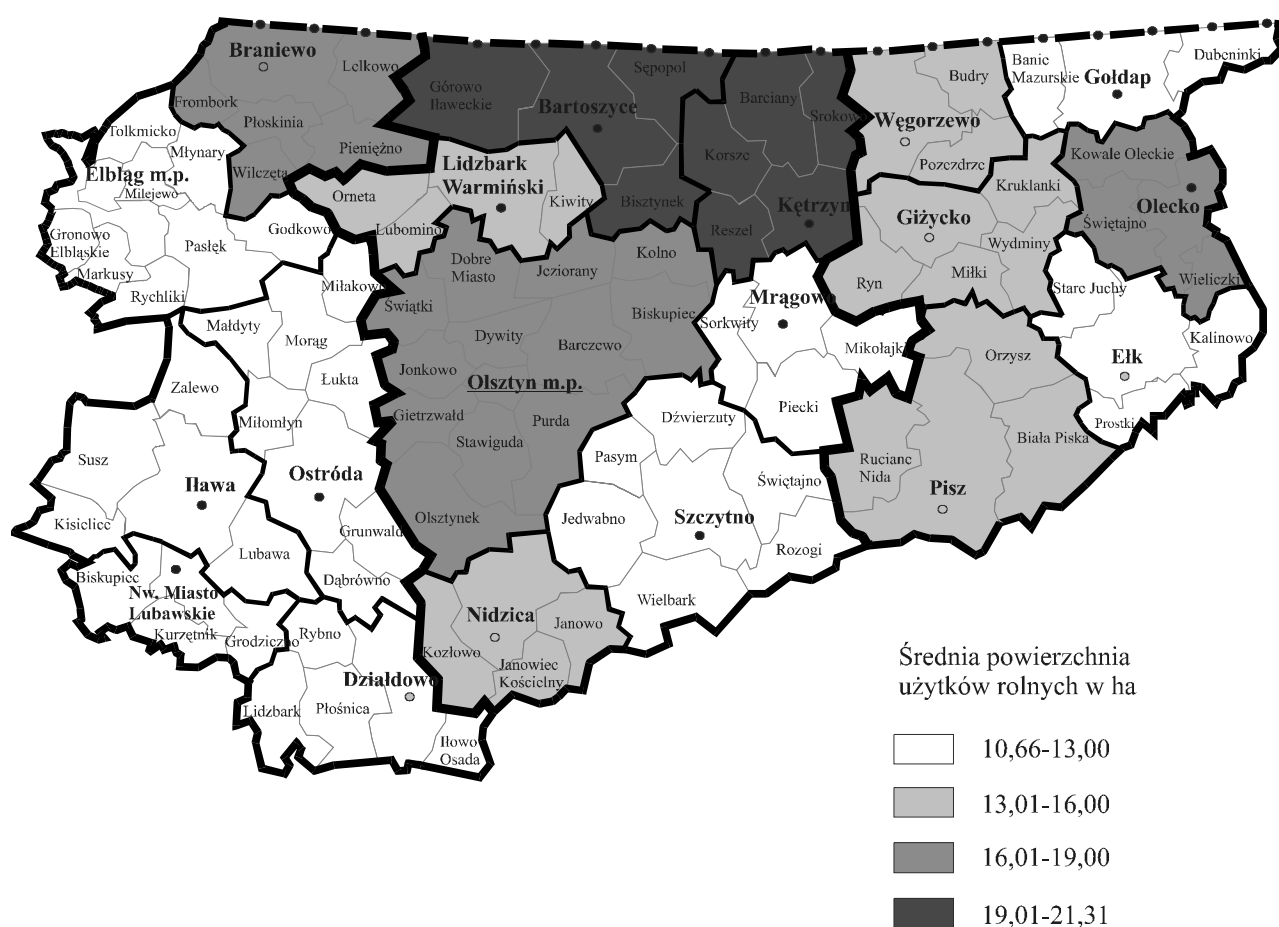 Braniewo
Lelkowo
Frombork
Płoskinia
Pieniężno
Wilczęta
Górowo
Iławeckie
Sępopol
Bartoszyce
Bisztynek
Barciany
Srokowo
Korsze
Reszel
Kętrzyn
Budry
Węgorzewo
Pozezdrze
Banie
Mazurskie
Gołdap
Dubeninki
Kowale Oleckie
Olecko
Świętajno
Wieliczki
Tolkmicko
Młynary
Elbląg m.p.
Milejewo
Gronowo
Elbląskie
Pasłęk
Godkowo
Markusy
Rychliki
Lidzbark
Warmiński
Orneta
Lubomino
Kiwity
Kruklanki
Giżycko
Wydminy
Ryn
Miłki
Stare Juchy
Kalinowo
Ełk
Prostki
Miłakowo
Małdyty
Morąg
Zalewo
Łukta
Miłomłyn
Ostróda
Grunwald
Dąbrówno
Dobre
Miasto
Jeziorany
Kolno
Świątki
Dywity
Biskupiec
Barczewo
Jonkowo
Olsztyn m.p.
Gietrzwałd
Stawiguda
Purda
Olsztynek
Mrągowo
Sorkwity
Mikołajki
Piecki
Orzysz
Biała Piska
Ruciane
Nida
Pisz
Dźwierzuty
Pasym
Świętajno
Jedwabno
Szczytno
Rozogi
Wielbark
Susz
Iława
Kisielice
Lubawa
Biskupiec
Nw. Miasto
Lubawskie
Kurzętnik
Grodziczno
Rybno
Działdowo
Lidzbark
Płośnica
Iłowo
Osada
Nidzica
Janowo
Kozłowo
Janowiec
Kościelny
Średnia powierzchnia
użytków rolnych w ha
10,66-13,00
13,01-16,00
16,01-19,00
19,01-21,31